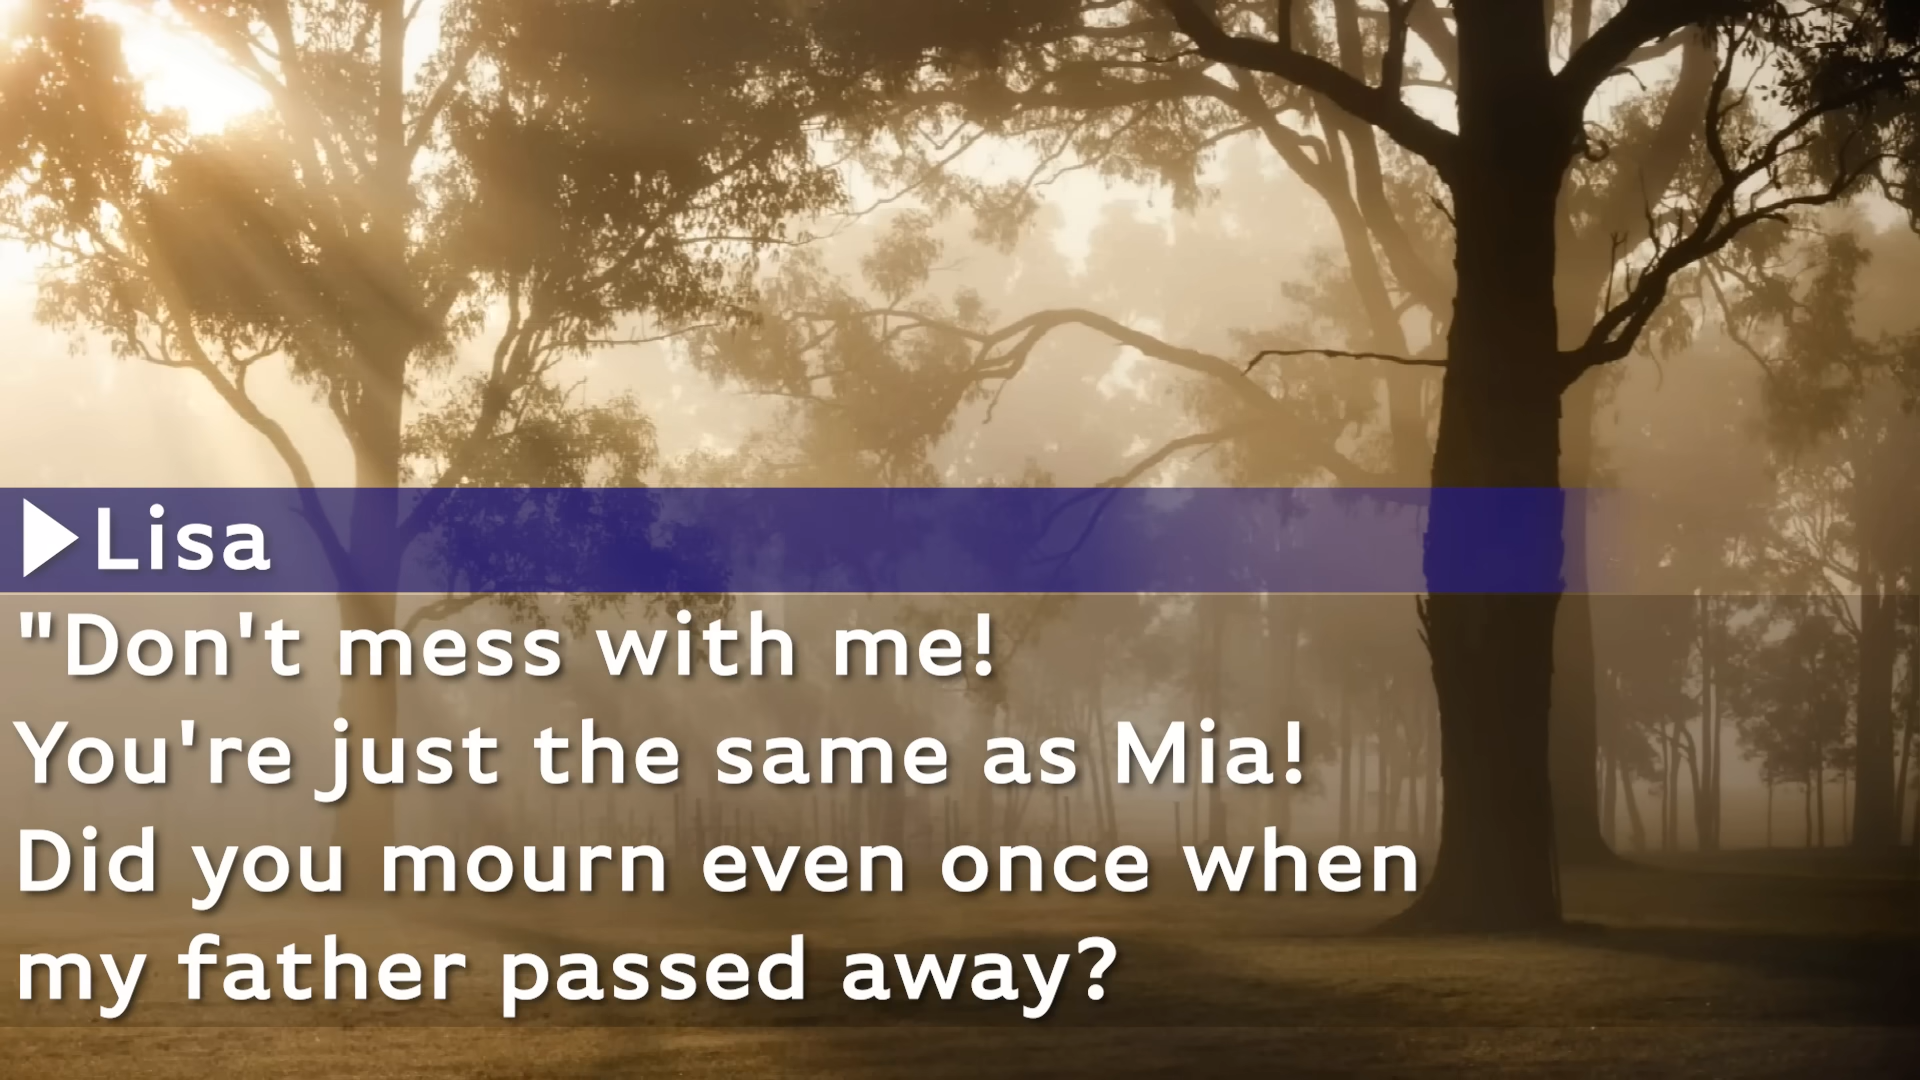 ▶Lisa
"Don't mess with me!
You're just the same as Mia!
Did you mourn even once when
my father passed away?